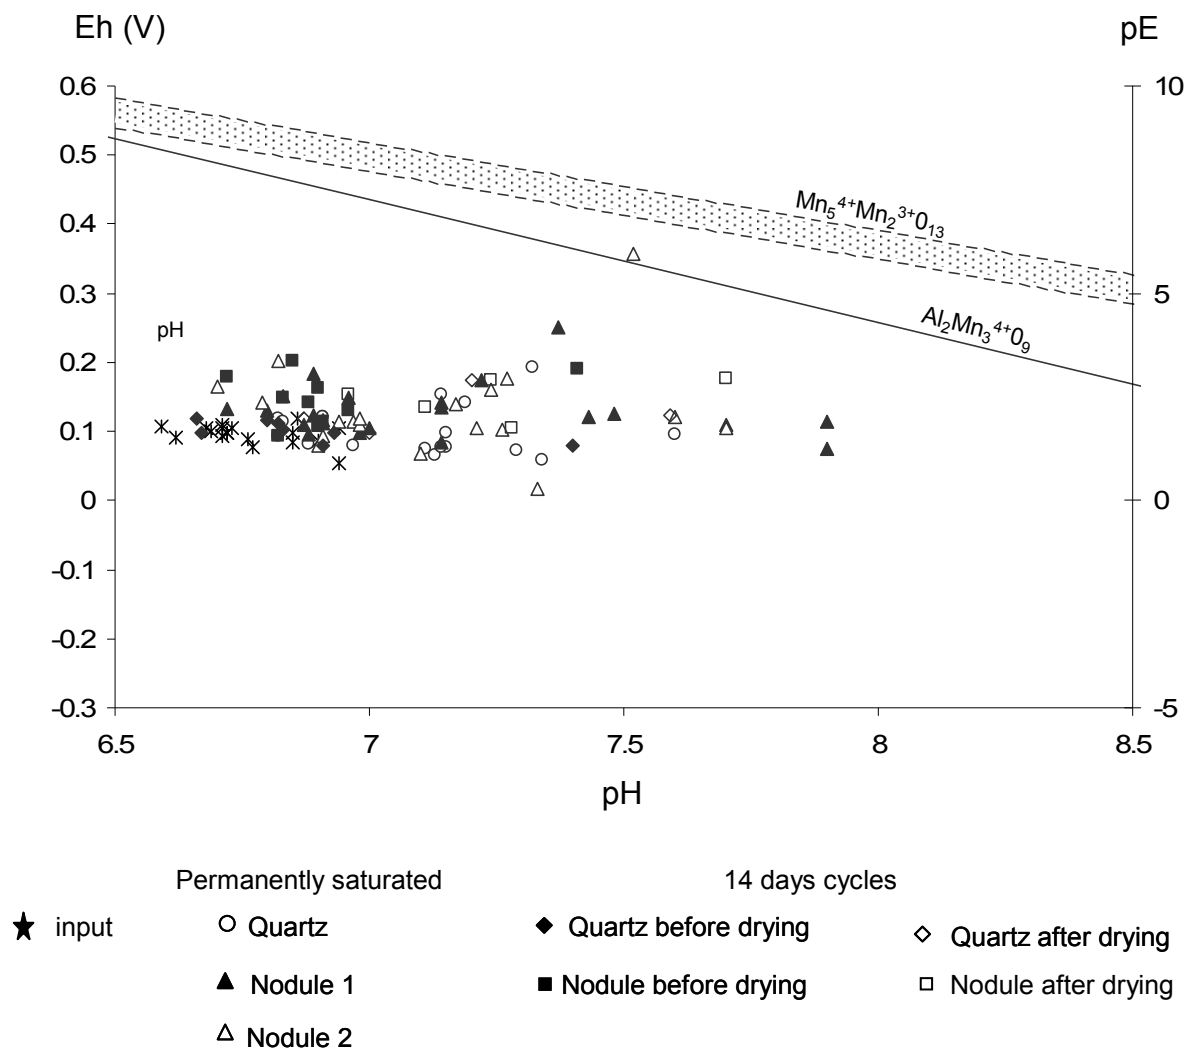 Eh (V) pE
0.6 10
0.5
Mn₅⁴⁺Mn₂³⁺0₁₃
0.4
0.3 5
Al₂Mn₃⁴⁺0₉
pH
0.2
0.1
0 0
-0.1
-0.2
-0.3 -5
6.5 7 7.5 8 8.5
pH
Permanently saturated 14 days cycles
input Quartz Quartz before drying Quartz after drying
Nodule 1 Nodule before drying Nodule after drying
Nodule 2